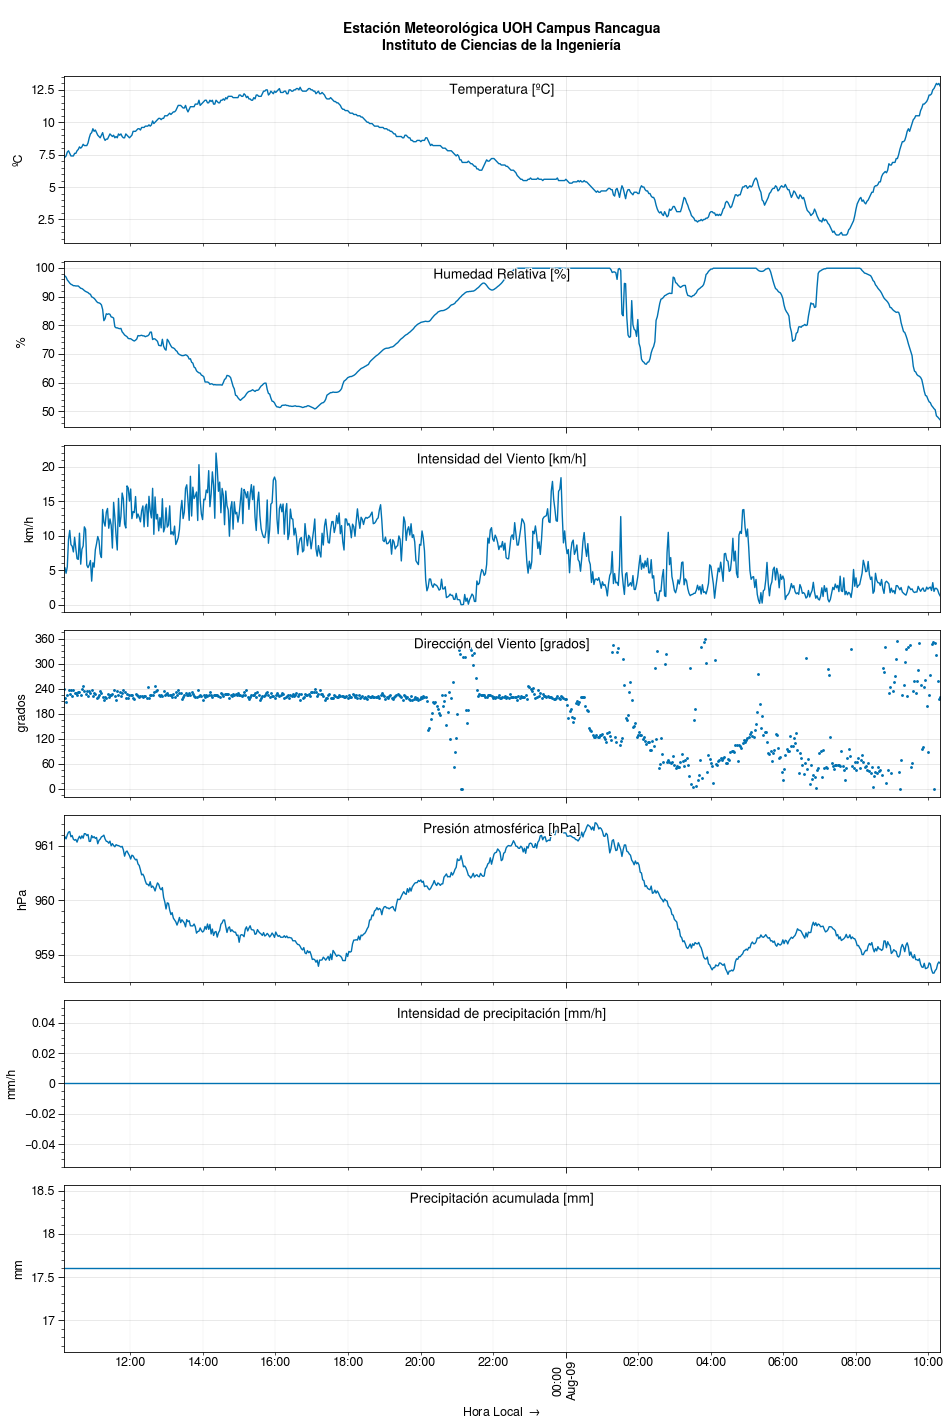 Estación Meteorológica UOH Campus Rancagua
Instituto de Ciencias de la Ingeniería
Temperatura [ºC]
12.5
10
7.5
5
2.5
ºC
Humedad Relativa [%]
100
90
80
70
60
50
%
Intensidad del Viento [km/h]
20
15
10
5
0
km/h
Dirección del Viento [grados]
360
300
240
180
120
60
0
grados
Presión atmosférica [hPa]
961
960
959
hPa
Intensidad de precipitación [mm/h]
0.04
0.02
0
−0.02
−0.04
mm/h
Precipitación acumulada [mm]
18.5
18
17.5
17
mm
12:00 14:00 16:00 18:00 20:00 22:00 00:00 02:00 04:00 06:00 08:00 10:00
Aug-09
Hora Local →